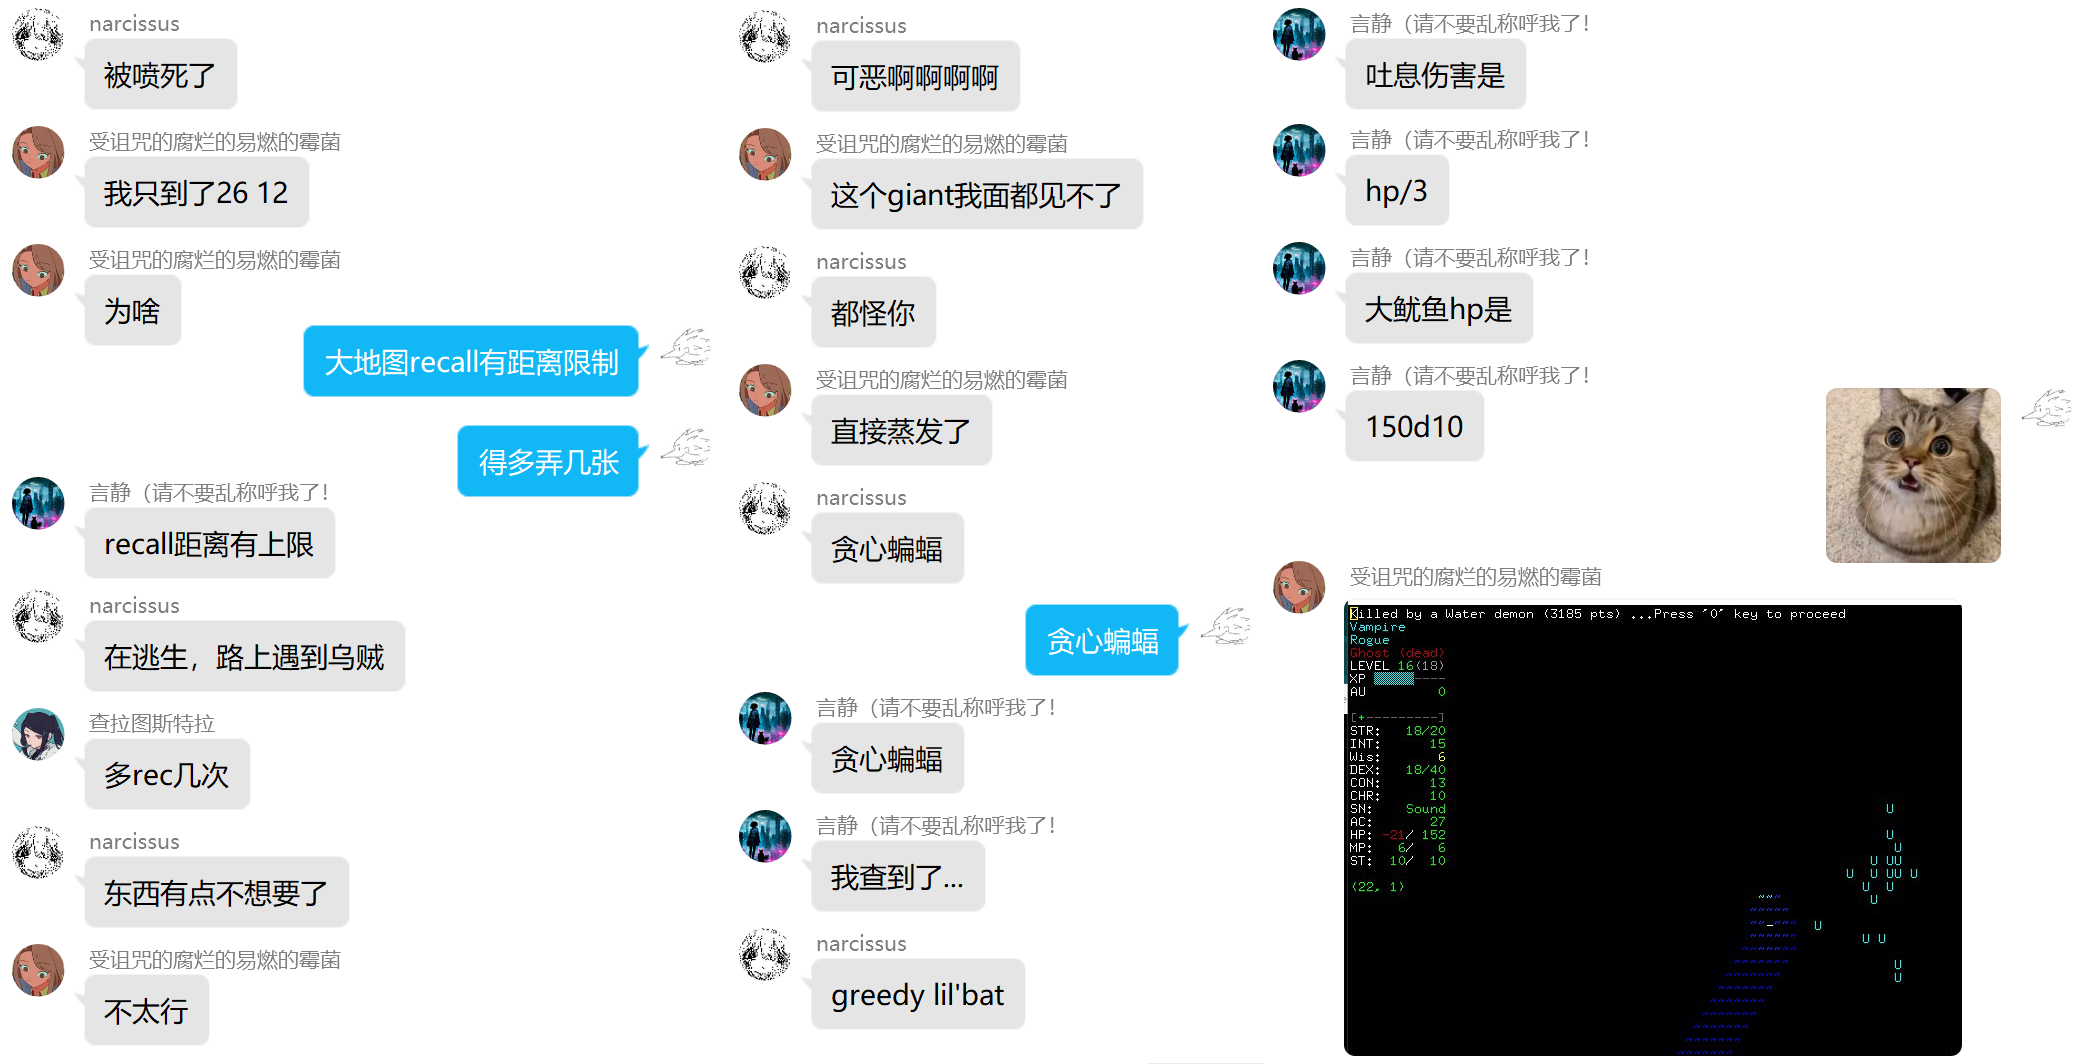 narcissus
被喷死了
受诅咒的腐烂的易燃的霉菌
我只到了26 12
受诅咒的腐烂的易燃的霉菌
为啥
大地图recall有距离限制
得多弄几张
言静（请不要乱称呼我了！
recall距离有上限
narcissus
在逃生，路上遇到乌贼
查拉图斯特拉
多rec几次
narcissus
东西有点不想要了
受诅咒的腐烂的易燃的霉菌
不太行
narcissus
可恶啊啊啊啊
受诅咒的腐烂的易燃的霉菌
这个giant我面都见不了
narcissus
都怪你
受诅咒的腐烂的易燃的霉菌
直接蒸发了
narcissus
贪心蝙蝠
贪心蝙蝠
言静（请不要乱称呼我了！
贪心蝙蝠
言静（请不要乱称呼我了！
我查到了...
narcissus
greedy lil'bat
言静（请不要乱称呼我了！
吐息伤害是
言静（请不要乱称呼我了！
hp/3
言静（请不要乱称呼我了！
大鱿鱼hp是
言静（请不要乱称呼我了！
150d10
受诅咒的腐烂的易燃的霉菌
Killed by a Water demon (3185 pts) ...Press "0" key to proceed
Vampire
Rogue
Ghost (dead)
LEVEL 16(18)
XP ----
AU 0
[+---------]
STR: 18/20
INT: 15
Wis: 6
DEX: 18/40
CON: 13
CHR: 10
SN: Sound
AC: 27
HP: -21/ 152
MP: 6/ 6
ST: 10/ 10
(22, 1)
U
U
U
U UU
U U UU U
U U
U
U
U U
U
U